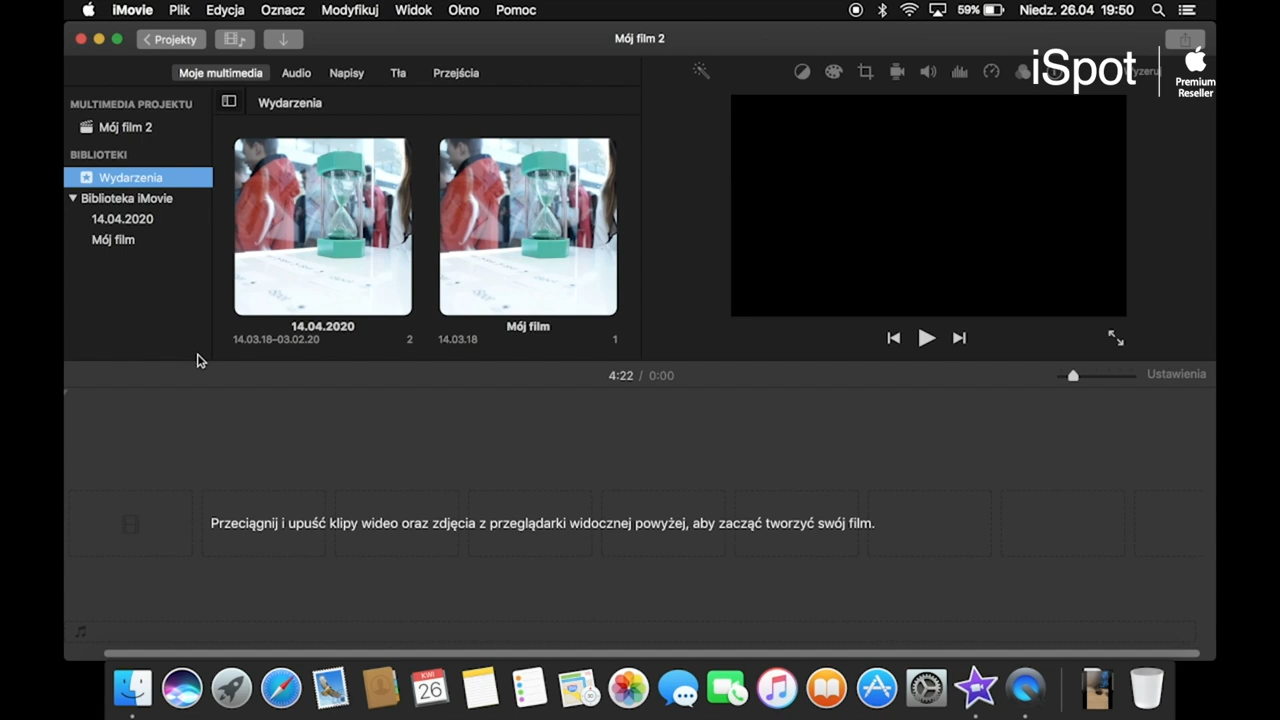 iMovie Plik Edycja Oznacz Modyfikuj Widok Okno Pomoc 59% Niedz. 26.04 19:50
Projekty Mój film 2
iSpot Premium Reseller
Moje multimedia Audio Napisy Tła Przejścia
MULTIMEDIA PROJEKTU
Mój film 2
BIBLIOTEKI
Wydarzenia
Biblioteka iMovie
14.04.2020
Mój film
Wydarzenia
14.04.2020
14.03.18–03.02.20 2
Mój film
14.03.18 1
4:22 / 0:00 Ustawienia
Przeciągnij i upuść klipy wideo oraz zdjęcia z przeglądarki widocznej powyżej, aby zacząć tworzyć swój film.
KWI
26